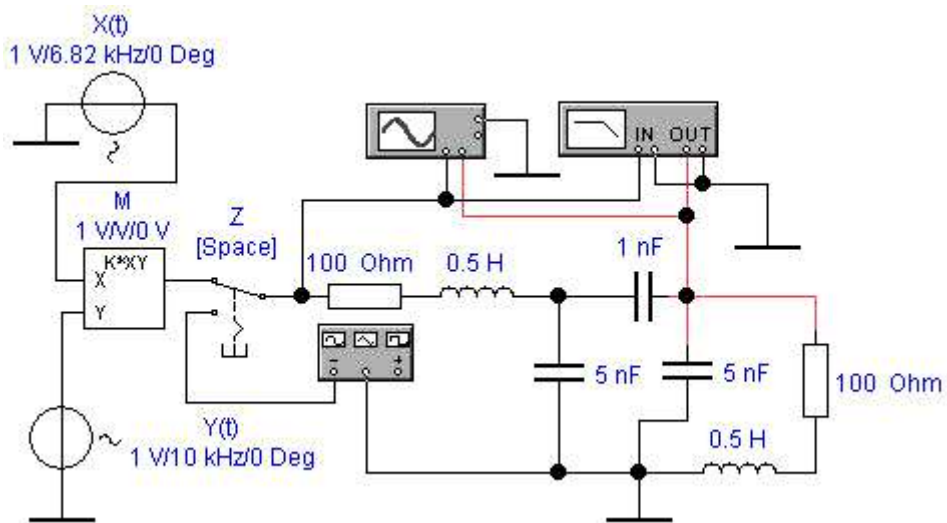 X(t)
1 V/6.82 kHz/0 Deg
M
1 V/V/0 V
K*XY
X
Y
Z
[Space]
IN OUT
100 Ohm
0.5 H
1 nF
5 nF
5 nF
100 Ohm
0.5 H
Y(t)
1 V/10 kHz/0 Deg